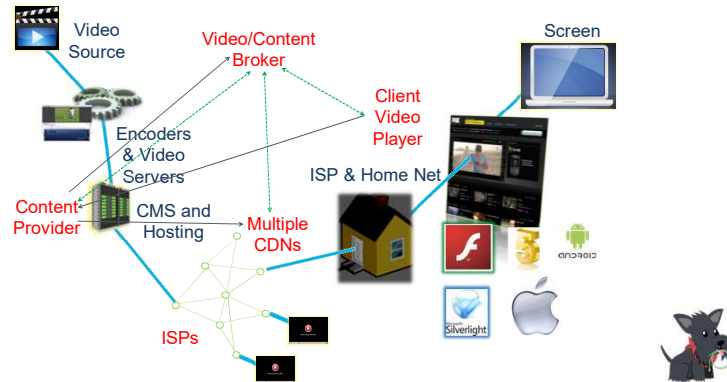 Video
Source
Video/Content
Broker
Screen
Client
Video
Player
Encoders
& Video
Servers
ISP & Home Net
Content
Provider
CMS and
Hosting
Multiple
CDNs
ISPs
ANDROID
Microsoft
Silverlight